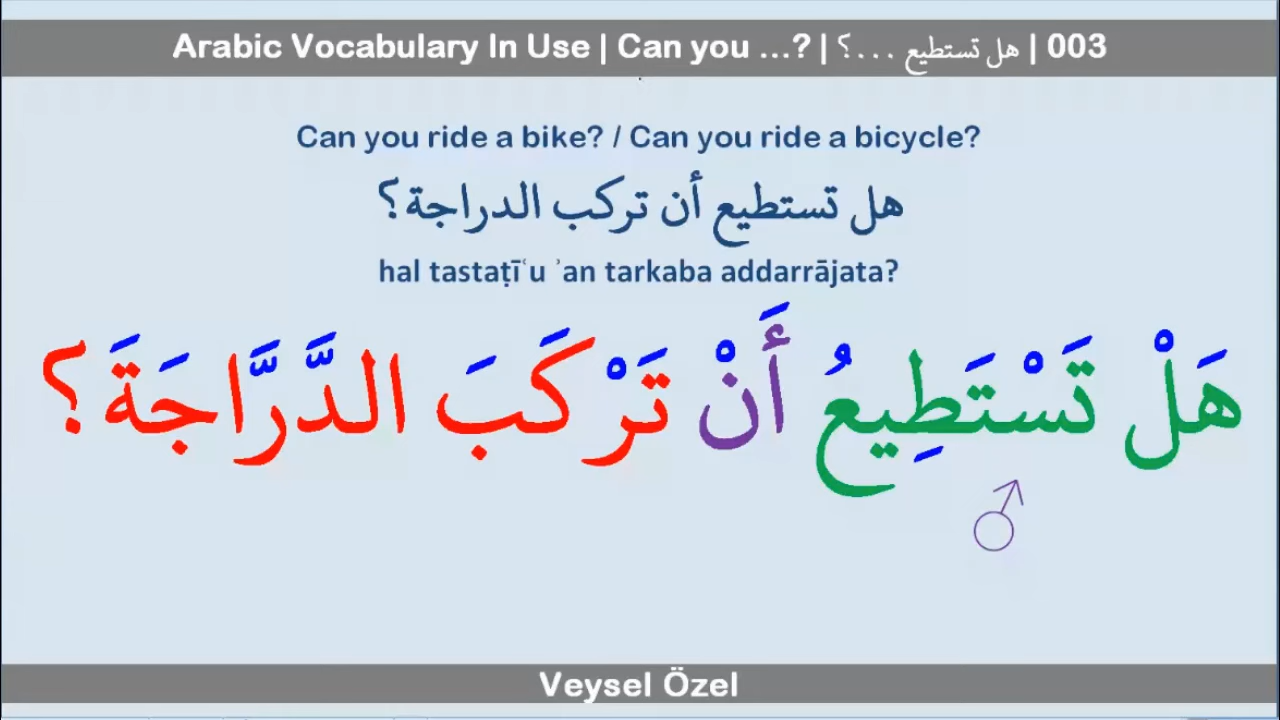 Arabic Vocabulary In Use | Can you ...? | هل تستطيع ...؟ | 003
Can you ride a bike? / Can you ride a bicycle?
هل تستطيع أن تركب الدراجة؟
hal tastaṭīʿu ʾan tarkaba addarrājata?
هَلْ تَسْتَطِيعُ أَنْ تَرْكَبَ الدَّرَّاجَةَ؟
♂
Veysel Özel